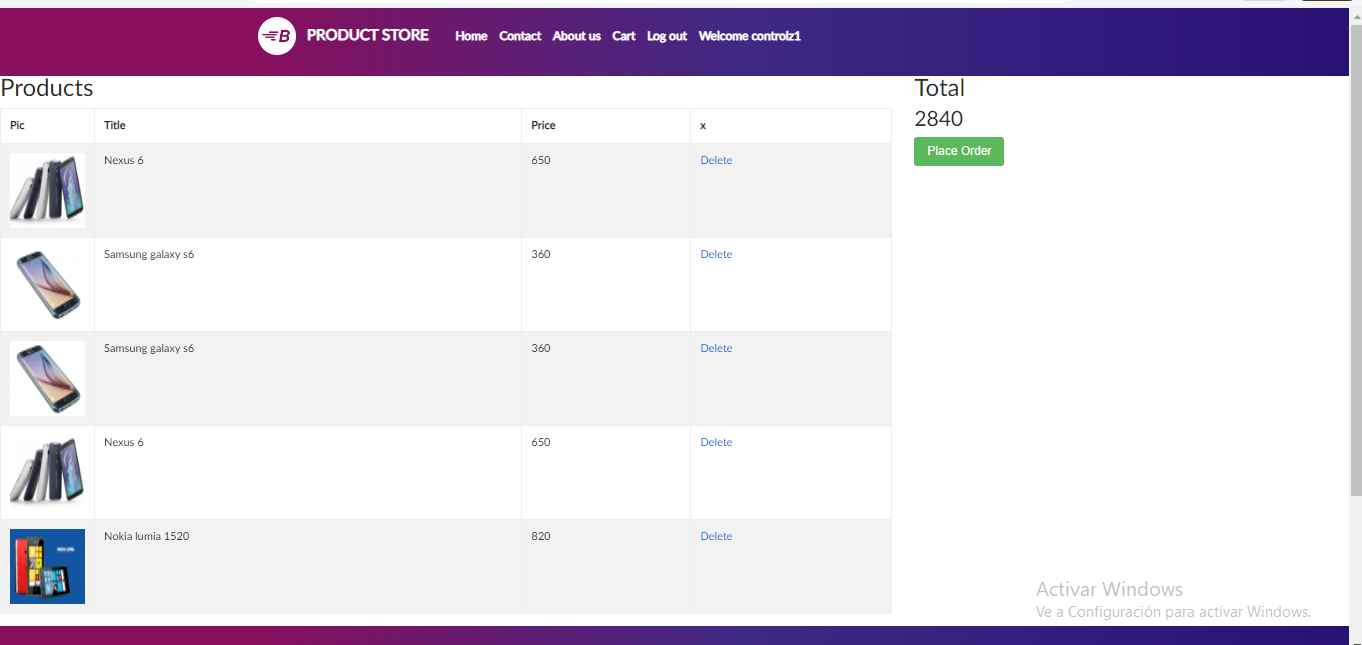 B PRODUCT STORE Home Contact About us Cart Log out Welcome controlz1
Products
Pic Title Price x
Nexus 6 650 Delete
Samsung galaxy s6 360 Delete
Samsung galaxy s6 360 Delete
Nexus 6 650 Delete
Nokia lumia 1520 820 Delete
Total
2840
Place Order
Activar Windows
Ve a Configuración para activar Windows.